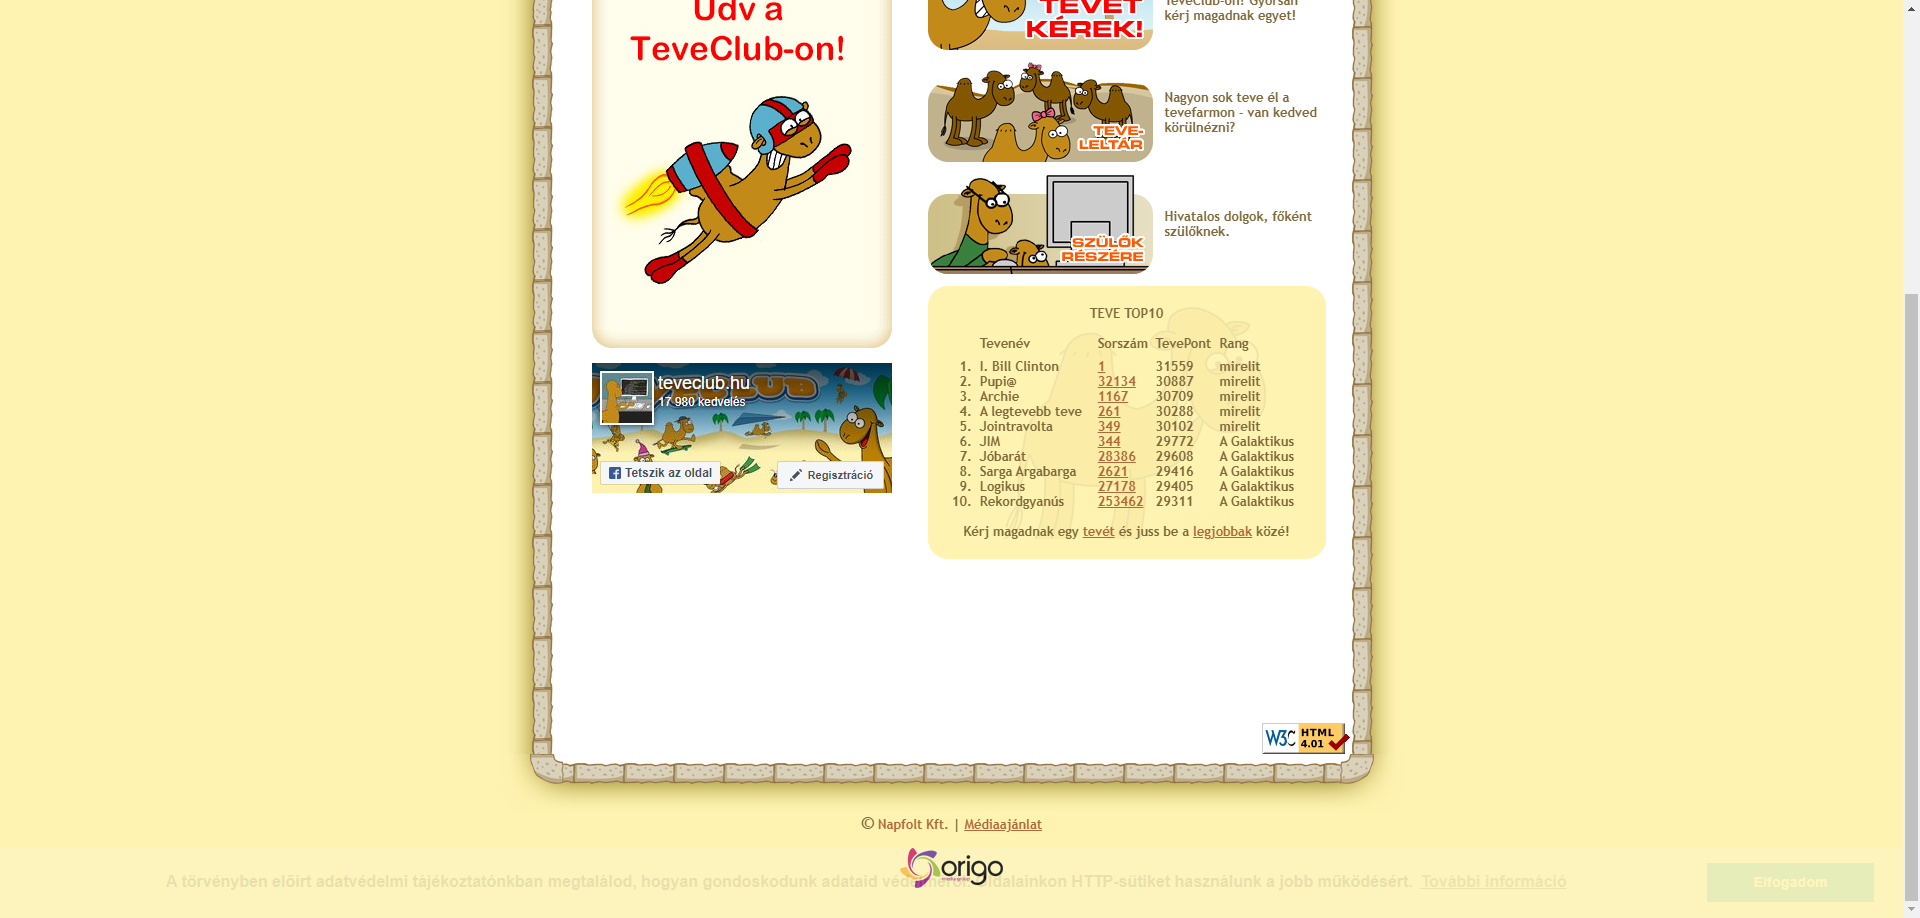 Üdv a
TeveClub-on!
teveclub.hu
17 980 kedvelés
Tetszik az oldal
Regisztráció
TEVÉT
KÉREK!
TeveClub-on! Gyorsan
kérj magadnak egyet!
TEVE-
LELTÁR
Nagyon sok teve él a
tevefarmon - van kedved
körülnézni?
SZÜLŐK
RÉSZÉRE
Hivatalos dolgok, főként
szülőknek.
TEVE TOP10
Tevenév Sorszám TevePont Rang
1. I. Bill Clinton 1 31559 mirelit
2. Pupi@ 32134 30887 mirelit
3. Archie 1167 30709 mirelit
4. A legtevebb teve 261 30288 mirelit
5. Jointravolta 349 30102 mirelit
6. JIM 344 29772 A Galaktikus
7. Jóbarát 28386 29608 A Galaktikus
8. Sarga Argabarga 2621 29416 A Galaktikus
9. Logikus 27178 29405 A Galaktikus
10. Rekordgyanús 253462 29311 A Galaktikus
Kérj magadnak egy tevét és juss be a legjobbak közé!
W3C HTML
4.01
© Napfolt Kft. | Médiaajánlat
origo
A törvényben előírt adatvédelmi tájékoztatónkban megtalálod, hogyan gondoskodunk adataid védelméről. Oldalainkon HTTP-sütiket használunk a jobb működésért. További információ
Elfogadom